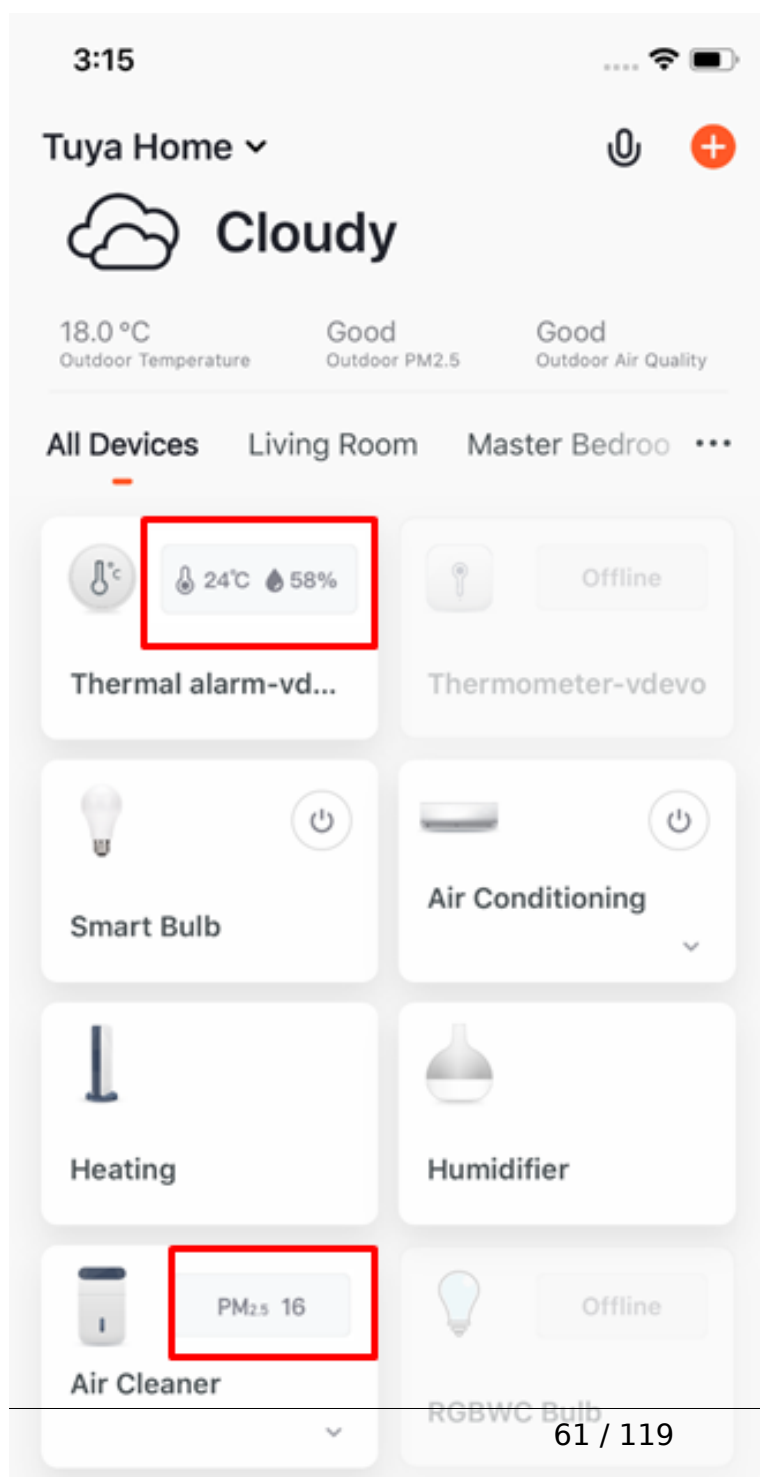 3:15
Tuya Home
Cloudy
18.0 °C Good Good
Outdoor Temperature Outdoor PM2.5 Outdoor Air Quality
All Devices Living Room Master Bedroo ...
°c 24℃ 58% Offline
Thermal alarm-vd... Thermometer-vdevo
Smart Bulb
Air Conditioning
Heating Humidifier
PM2.5 16 Offline
Air Cleaner
RGBWC Bulb
61 / 119